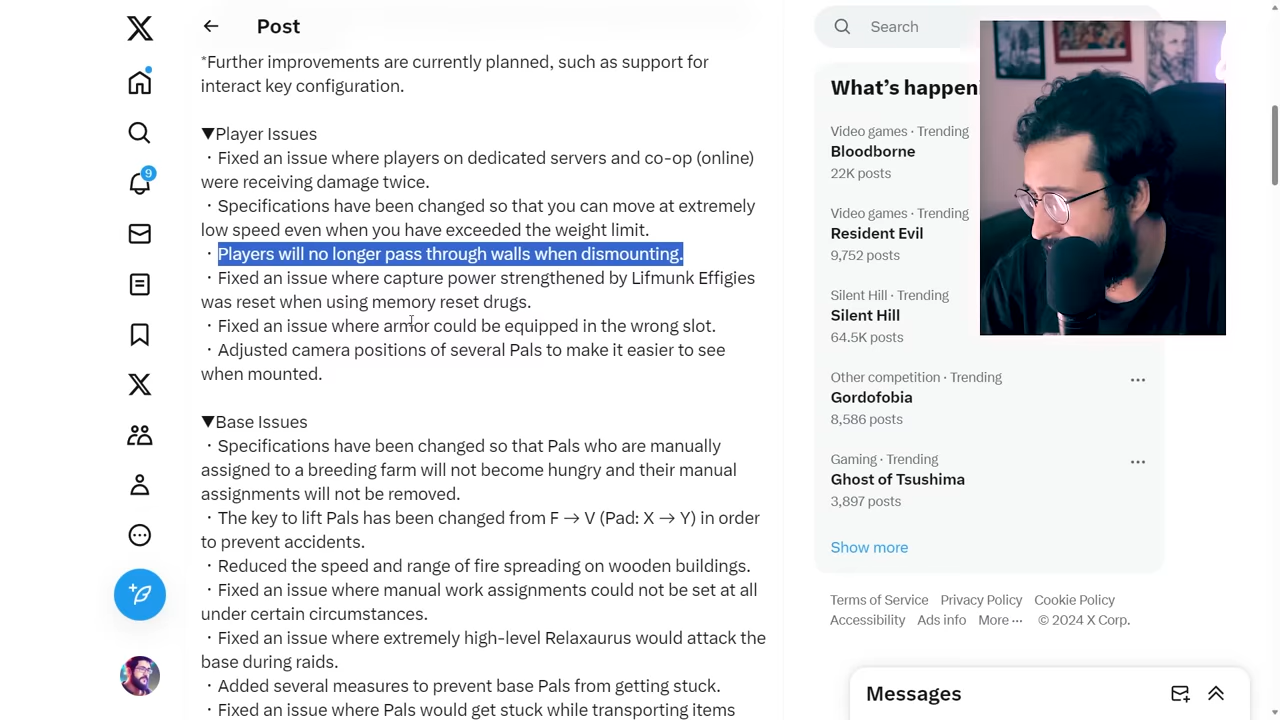 Post
*Further improvements are currently planned, such as support for
interact key configuration.
▼Player Issues
・Fixed an issue where players on dedicated servers and co-op (online)
were receiving damage twice.
・Specifications have been changed so that you can move at extremely
low speed even when you have exceeded the weight limit.
・Players will no longer pass through walls when dismounting.
・Fixed an issue where capture power strengthened by Lifmunk Effigies
was reset when using memory reset drugs.
・Fixed an issue where armor could be equipped in the wrong slot.
・Adjusted camera positions of several Pals to make it easier to see
when mounted.
▼Base Issues
・Specifications have been changed so that Pals who are manually
assigned to a breeding farm will not become hungry and their manual
assignments will not be removed.
・The key to lift Pals has been changed from F → V (Pad: X → Y) in order
to prevent accidents.
・Reduced the speed and range of fire spreading on wooden buildings.
・Fixed an issue where manual work assignments could not be set at all
under certain circumstances.
・Fixed an issue where extremely high-level Relaxaurus would attack the
base during raids.
・Added several measures to prevent base Pals from getting stuck.
・Fixed an issue where Pals would get stuck while transporting items
9
Search
What's happen
Video games · Trending
Bloodborne
22K posts
Video games · Trending
Resident Evil
9,752 posts
Silent Hill · Trending
Silent Hill
64.5K posts
Other competition · Trending
Gordofobia
8,586 posts
Gaming · Trending
Ghost of Tsushima
3,897 posts
Show more
Terms of Service Privacy Policy Cookie Policy
Accessibility Ads info More ··· © 2024 X Corp.
Messages